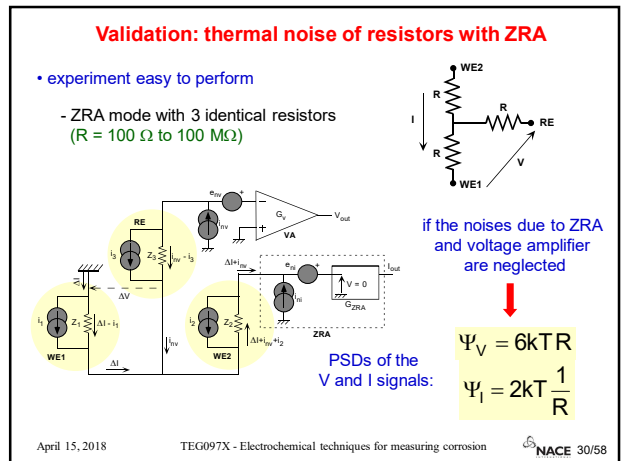 Validation: thermal noise of resistors with ZRA
• experiment easy to perform
- ZRA mode with 3 identical resistors
(R = 100 Ω to 100 MΩ)
WE2
R
R
RE
I
R
V
WE1
RE
e_nv
+
−
G_v
V_out
+
VA
i_nv
i_3
Z_3
i_nv - i_3
ΔI
ΔV
ΔI+i_nv
e_ni
+
I_out
V = 0
i_ni
G_ZRA
ZRA
i_1
Z_1
ΔI - i_1
WE1
i_nv
i_2
Z_2
ΔI+i_nv+i_2
WE2
ΔI
if the noises due to ZRA
and voltage amplifier
are neglected
PSDs of the
V and I signals:
Ψ_V = 6kTR
Ψ_I = 2kT 1/R
April 15, 2018
TEG097X - Electrochemical techniques for measuring corrosion
NACE 30/58